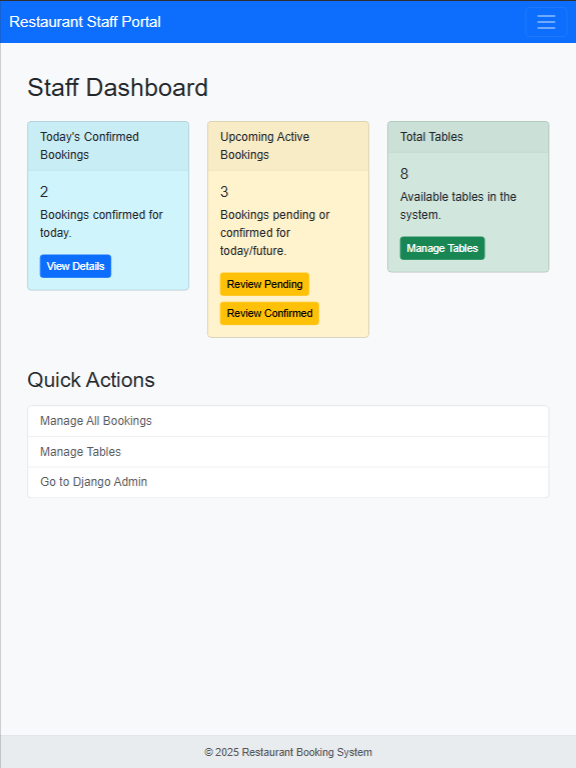 Restaurant Staff Portal
Staff Dashboard
Today's Confirmed
Bookings
2
Bookings confirmed for
today.
View Details
Upcoming Active
Bookings
3
Bookings pending or
confirmed for
today/future.
Review Pending
Review Confirmed
Total Tables
8
Available tables in the
system.
Manage Tables
Quick Actions
Manage All Bookings
Manage Tables
Go to Django Admin
© 2025 Restaurant Booking System